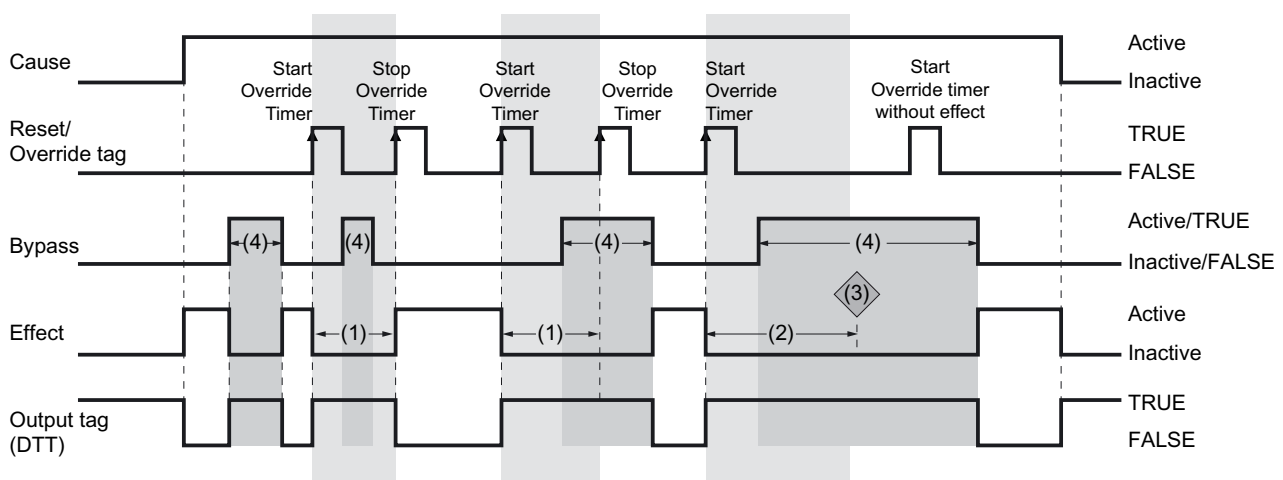 Cause
Active
Inactive
Start
Override
Timer
Stop
Override
Timer
Start
Override
Timer
Stop
Override
Timer
Start
Override
Timer
Start
Override timer
without effect
Reset/
Override tag
TRUE
FALSE
Bypass
(4)
(4)
(4)
(4)
Active/TRUE
Inactive/FALSE
(3)
Effect
(1)
(1)
(2)
Active
Inactive
Output tag
(DTT)
TRUE
FALSE